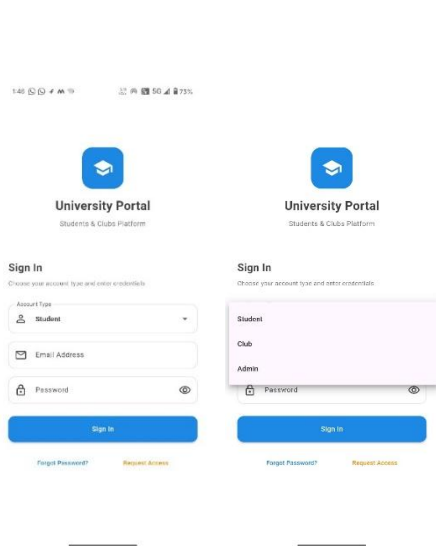 1:46
5G 73%
University Portal
Students & Clubs Platform
Sign In
Choose your account type and enter credentials
Account Type
Student
Email Address
Password
Sign In
Forgot Password? Request Access
University Portal
Students & Clubs Platform
Sign In
Choose your account type and enter credentials
Student
Club
Admin
Password
Sign In
Forgot Password? Request Access